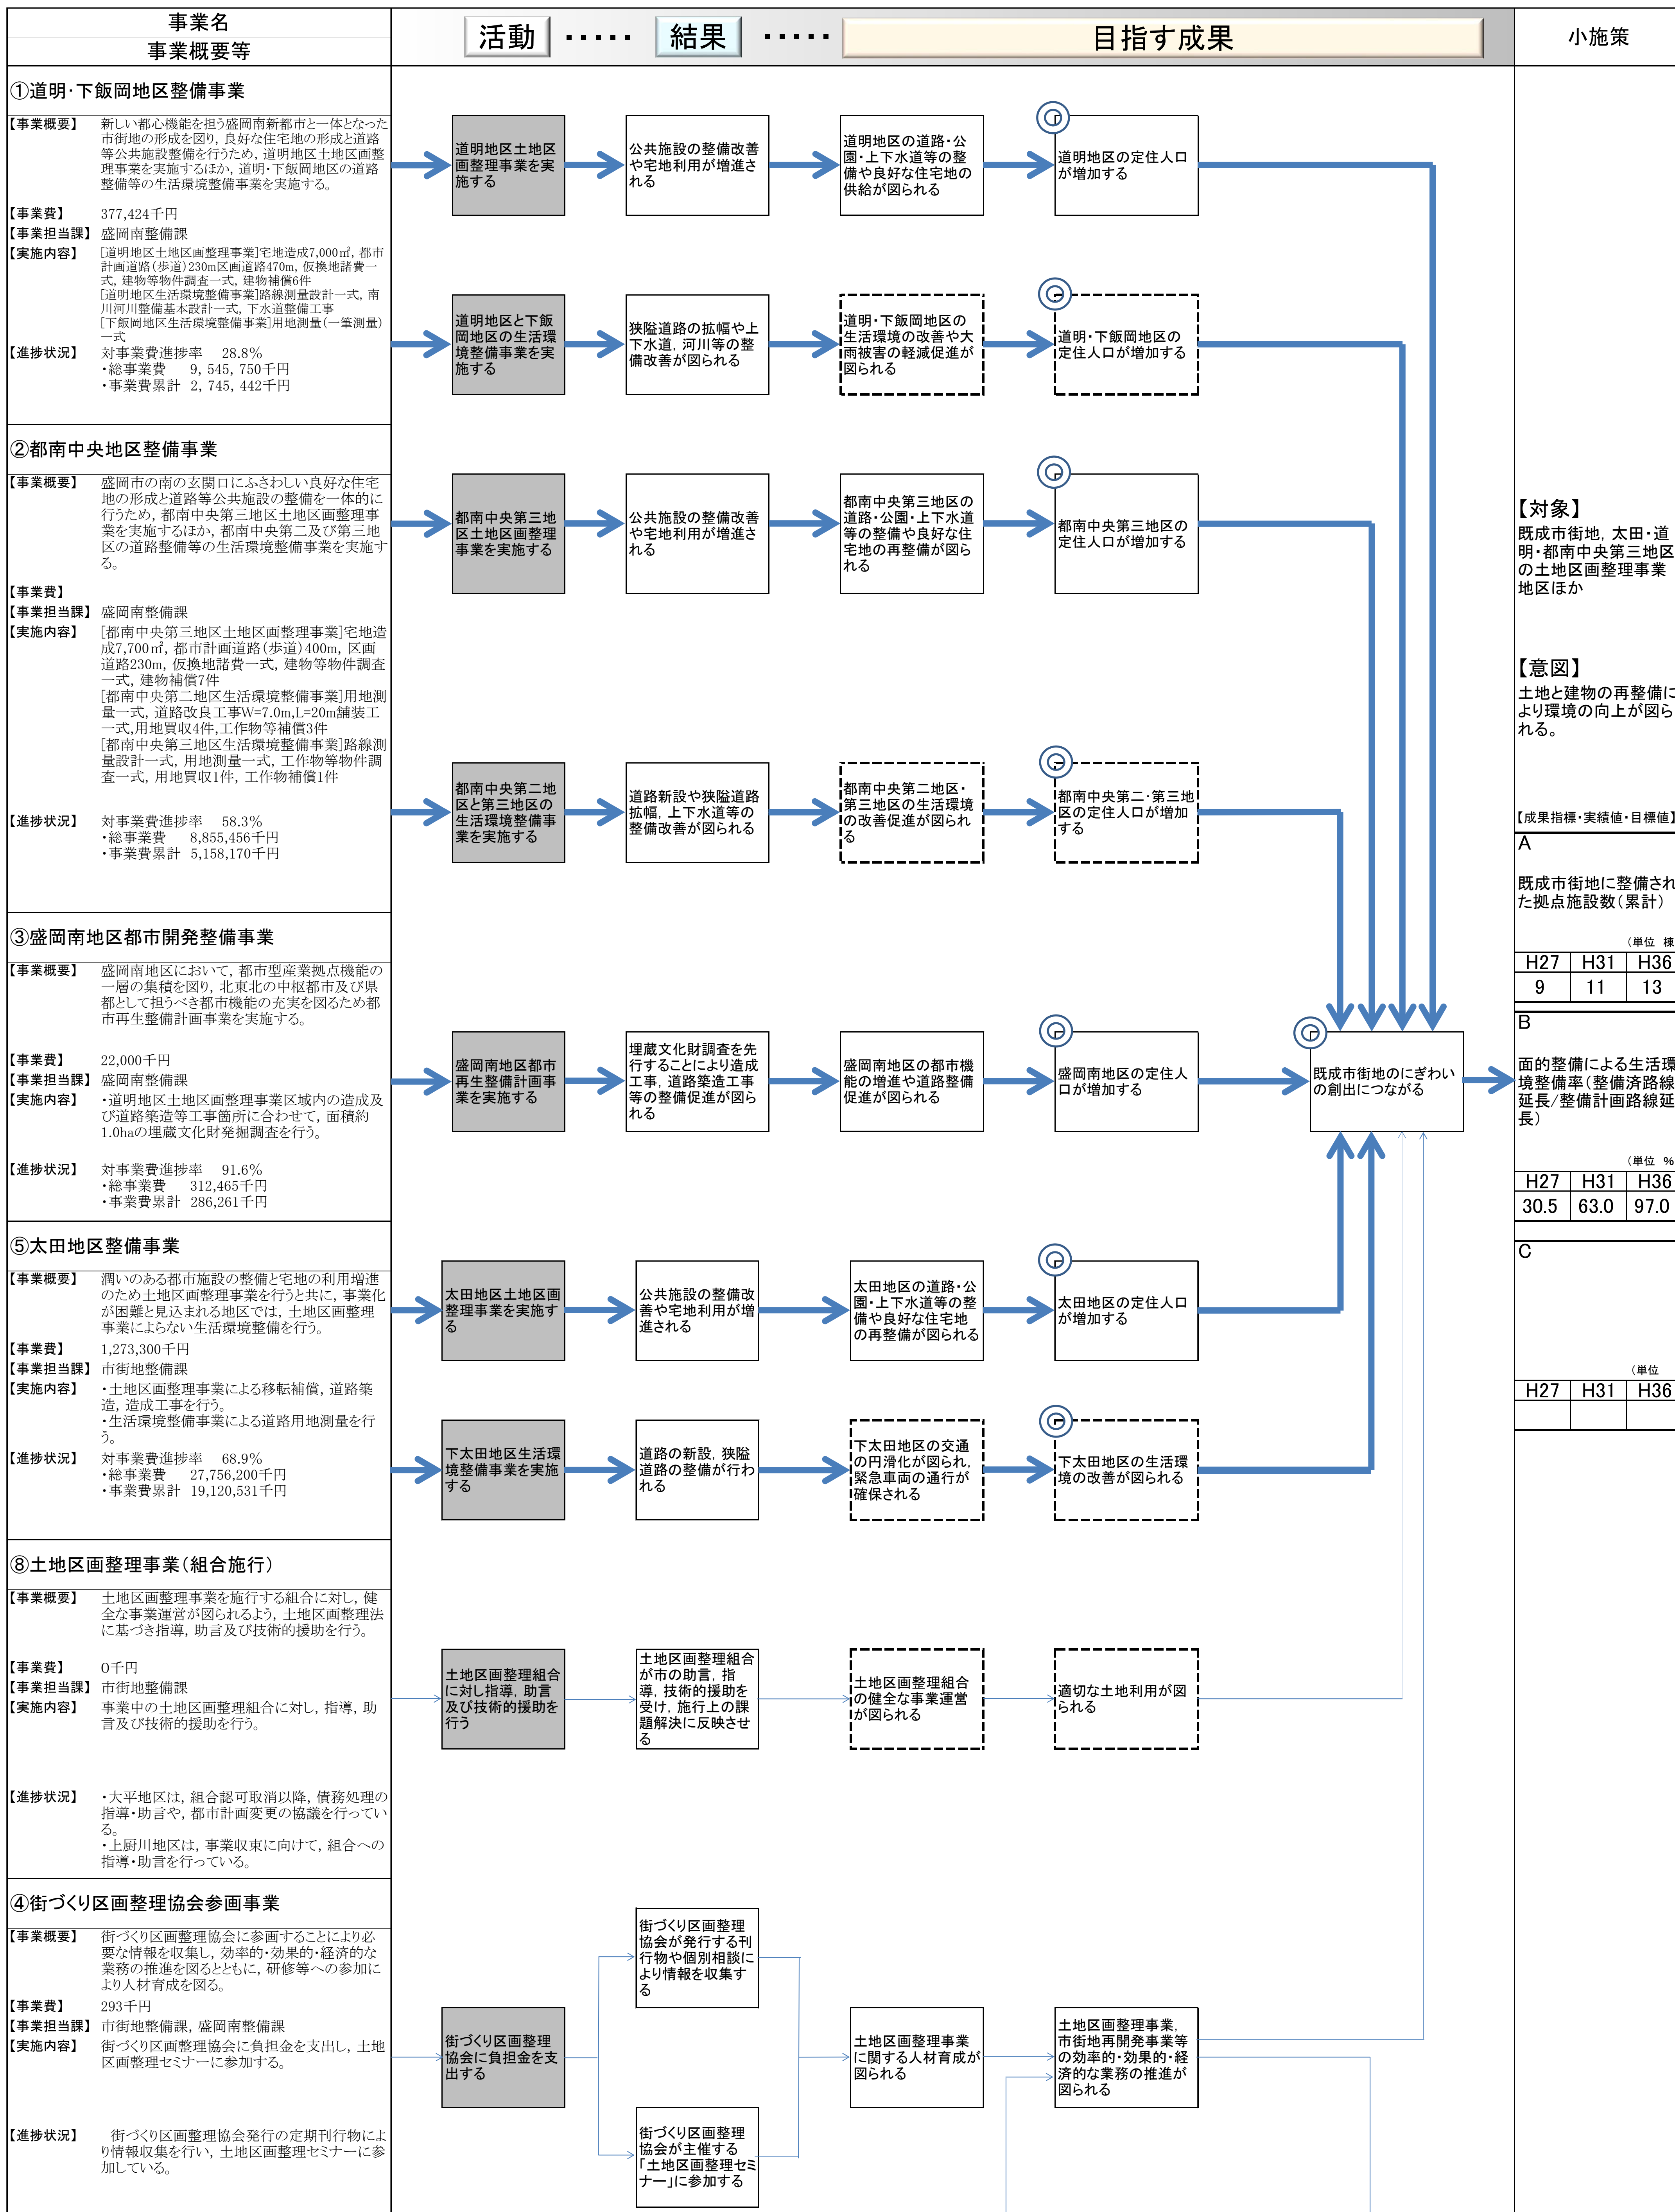 事業名
事業概要等
活動 ・・・・・ 結果 ・・・・・ 目指す成果
小施策
①道明・下飯岡地区整備事業
【事業概要】 新しい都心機能を担う盛岡南新都市と一体となった
市街地の形成を図り，良好な住宅地の形成と道路
等公共施設整備を行うため，道明地区土地区画整
理事業を実施するほか，道明・下飯岡地区の道路
整備等の生活環境整備事業を実施する。
【事業費】 377,424千円
【事業担当課】 盛岡南整備課
【実施内容】 [道明地区土地区画整理事業]宅地造成7,000㎡，都市
計画道路（歩道）230m区画道路470m，仮換地諸費一
式，建物等物件調査一式，建物補償6件
[道明地区生活環境整備事業]路線測量設計一式，南
川河川整備基本設計一式，下水道整備工事
[下飯岡地区生活環境整備事業]用地測量（一筆測量）
一式
【進捗状況】 対事業費進捗率 28.8％
・総事業費 9，545，750千円
・事業費累計 2，745，442千円
道明地区土地区
画整理事業を実
施する
公共施設の整備改善
や宅地利用が増進さ
れる
道明地区の道路・公
園・上下水道等の整
備や良好な住宅地の
供給が図られる
道明地区の定住人口
が増加する
道明地区と下飯
岡地区の生活環
境整備事業を実
施する
狭隘道路の拡幅や上
下水道，河川等の整
備改善が図られる
道明・下飯岡地区の
生活環境の改善や大
雨被害の軽減促進が
図られる
道明・下飯岡地区の
定住人口が増加する
②都南中央地区整備事業
【事業概要】 盛岡市の南の玄関口にふさわしい良好な住宅
地の形成と道路等公共施設の整備を一体的に
行うため，都南中央第三地区土地区画整理事
業を実施するほか，都南中央第二及び第三地
区の道路整備等の生活環境整備事業を実施す
る。
【事業費】
【事業担当課】 盛岡南整備課
【実施内容】 [都南中央第三地区土地区画整理事業]宅地造
成7,700㎡，都市計画道路（歩道）400m，区画
道路230m，仮換地諸費一式，建物等物件調査
一式，建物補償7件
[都南中央第二地区生活環境整備事業]用地測
量一式，道路改良工事W=7.0m,L=20m舗装工
一式,用地買収4件,工作物等補償3件
[都南中央第三地区生活環境整備事業]路線測
量設計一式，用地測量一式，工作物等物件調
査一式，用地買収1件，工作物補償1件
【進捗状況】 対事業費進捗率 58.3％
・総事業費 8,855,456千円
・事業費累計 5,158,170千円
都南中央第三地
区土地区画整理
事業を実施する
公共施設の整備改善
や宅地利用が増進さ
れる
都南中央第三地区の
道路・公園・上下水道
等の整備や良好な住
宅地の再整備が図ら
れる
都南中央第三地区の
定住人口が増加する
都南中央第二地
区と第三地区の
生活環境整備事
業を実施する
道路新設や狭隘道路
拡幅，上下水道等の
整備改善が図られる
都南中央第二地区・
第三地区の生活環境
の改善促進が図られ
る
都南中央第二・第三地
区の定住人口が増加
する
③盛岡南地区都市開発整備事業
【事業概要】 盛岡南地区において，都市型産業拠点機能の
一層の集積を図り，北東北の中枢都市及び県
都として担うべき都市機能の充実を図るため都
市再生整備計画事業を実施する。
【事業費】 22,000千円
【事業担当課】 盛岡南整備課
【実施内容】 ・道明地区土地区画整理事業区域内の造成及
び道路築造等工事箇所に合わせて，面積約
1.0haの埋蔵文化財発掘調査を行う。
【進捗状況】 対事業費進捗率 91.6％
・総事業費 312,465千円
・事業費累計 286,261千円
盛岡南地区都市
再生整備計画事
業を実施する
埋蔵文化財調査を先
行することにより造成
工事，道路築造工事
等の整備促進が図ら
れる
盛岡南地区の都市機
能の増進や道路整備
促進が図られる
盛岡南地区の定住人
口が増加する
既成市街地のにぎわい
の創出につながる
⑤太田地区整備事業
【事業概要】 潤いのある都市施設の整備と宅地の利用増進
のため土地区画整理事業を行うと共に，事業化
が困難と見込まれる地区では，土地区画整理
事業によらない生活環境整備を行う。
【事業費】 1,273,300千円
【事業担当課】 市街地整備課
【実施内容】 ・土地区画整理事業による移転補償，道路築
造，造成工事を行う。
・生活環境整備事業による道路用地測量を行
う。
【進捗状況】 対事業費進捗率 68.9％
・総事業費 27,756,200千円
・事業費累計 19,120,531千円
太田地区土地区画
整理事業を実施す
る
公共施設の整備改
善や宅地利用が増
進される
太田地区の道路・公
園・上下水道等の整
備や良好な住宅地
の再整備が図られる
太田地区の定住人口
が増加する
下太田地区生活環
境整備事業を実施
する
道路の新設，狭隘
道路の整備が行わ
れる
下太田地区の交通
の円滑化が図られ，
緊急車両の通行が
確保される
下太田地区の生活環
境の改善が図られる
⑧土地区画整理事業（組合施行）
【事業概要】 土地区画整理事業を施行する組合に対し，健
全な事業運営が図られるよう，土地区画整理法
に基づき指導，助言及び技術的援助を行う。
【事業費】 0千円
【事業担当課】 市街地整備課
【実施内容】 事業中の土地区画整理組合に対し，指導，助
言及び技術的援助を行う。
【進捗状況】 ・大平地区は，組合認可取消以降，債務処理の
指導・助言や，都市計画変更の協議を行ってい
る。
・上厨川地区は，事業収束に向けて，組合への
指導・助言を行っている。
土地区画整理組合
に対し指導，助言
及び技術的援助を
行う
土地区画整理組合
が市の助言，指
導，技術的援助を
受け，施行上の課
題解決に反映させ
る
土地区画整理組合
の健全な事業運営
が図られる
適切な土地利用が図
られる
④街づくり区画整理協会参画事業
【事業概要】 街づくり区画整理協会に参画することにより必
要な情報を収集し，効率的・効果的・経済的な
業務の推進を図るとともに，研修等への参加に
より人材育成を図る。
【事業費】 293千円
【事業担当課】 市街地整備課，盛岡南整備課
【実施内容】 街づくり区画整理協会に負担金を支出し，土地
区画整理セミナーに参加する。
【進捗状況】 街づくり区画整理協会発行の定期刊行物によ
り情報収集を行い，土地区画整理セミナーに参
加している。
街づくり区画整理
協会に負担金を支
出する
街づくり区画整理
協会が発行する刊
行物や個別相談に
より情報を収集す
る
街づくり区画整理
協会が主催する
「土地区画整理セミ
ナー」に参加する
土地区画整理事業
に関する人材育成が
図られる
土地区画整理事業，
市街地再開発事業等
の効率的・効果的・経
済的な業務の推進が
図られる
【対象】
既成市街地，太田・道
明・都南中央第三地区
の土地区画整理事業
地区ほか
【意図】
土地と建物の再整備に
より環境の向上が図ら
れる。
【成果指標・実績値・目標値】
A
既成市街地に整備され
た拠点施設数（累計）
（単位 棟
H27 H31 H36
9 11 13
B
面的整備による生活環
境整備率（整備済路線
延長/整備計画路線延
長）
（単位 %
H27 H31 H36
30.5 63.0 97.0
C
（単位
H27 H31 H36